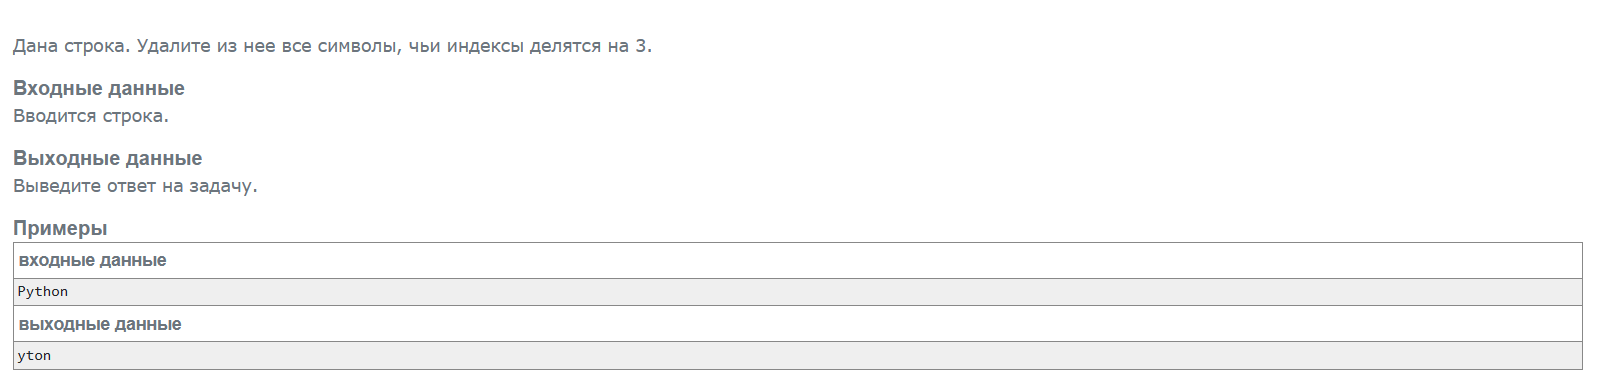 Дана строка. Удалите из нее все символы, чьи индексы делятся на 3.
Входные данные
Вводится строка.
Выходные данные
Выведите ответ на задачу.
Примеры
входные данные
Python
выходные данные
yton